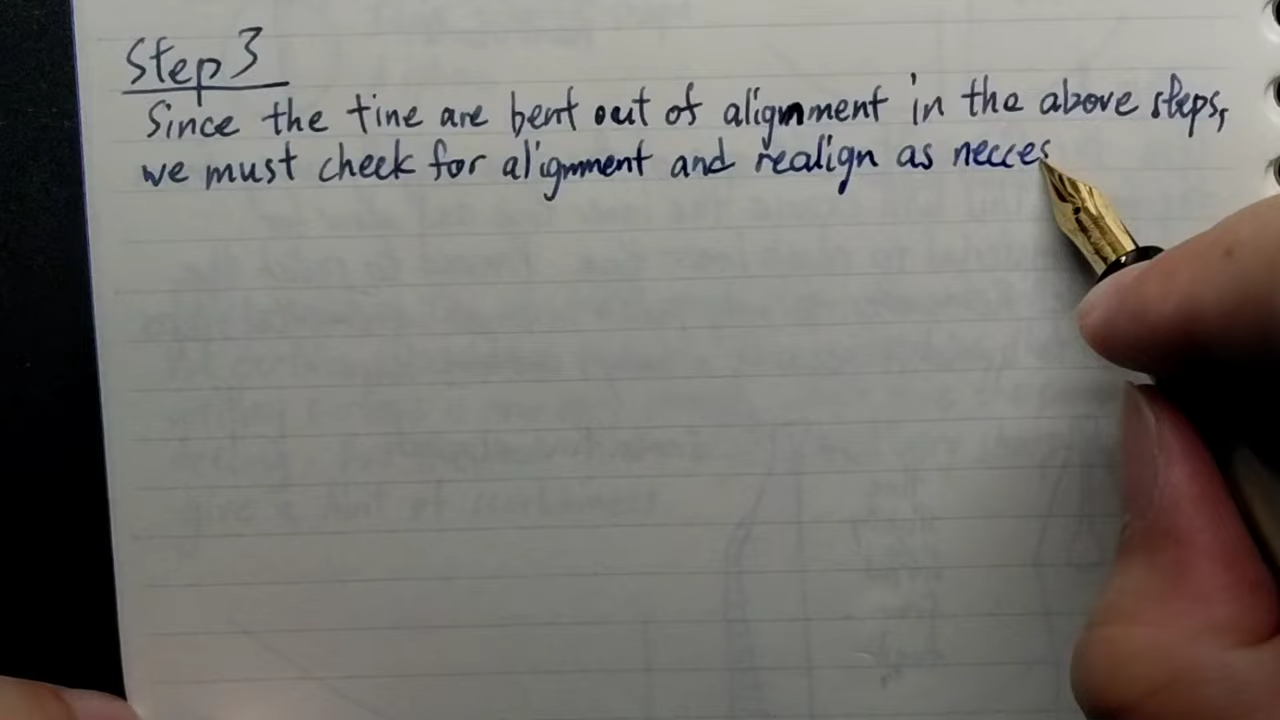 Step 3
Since the tine are bent out of alignment in the above steps,
we must check for alignment and realign as necces